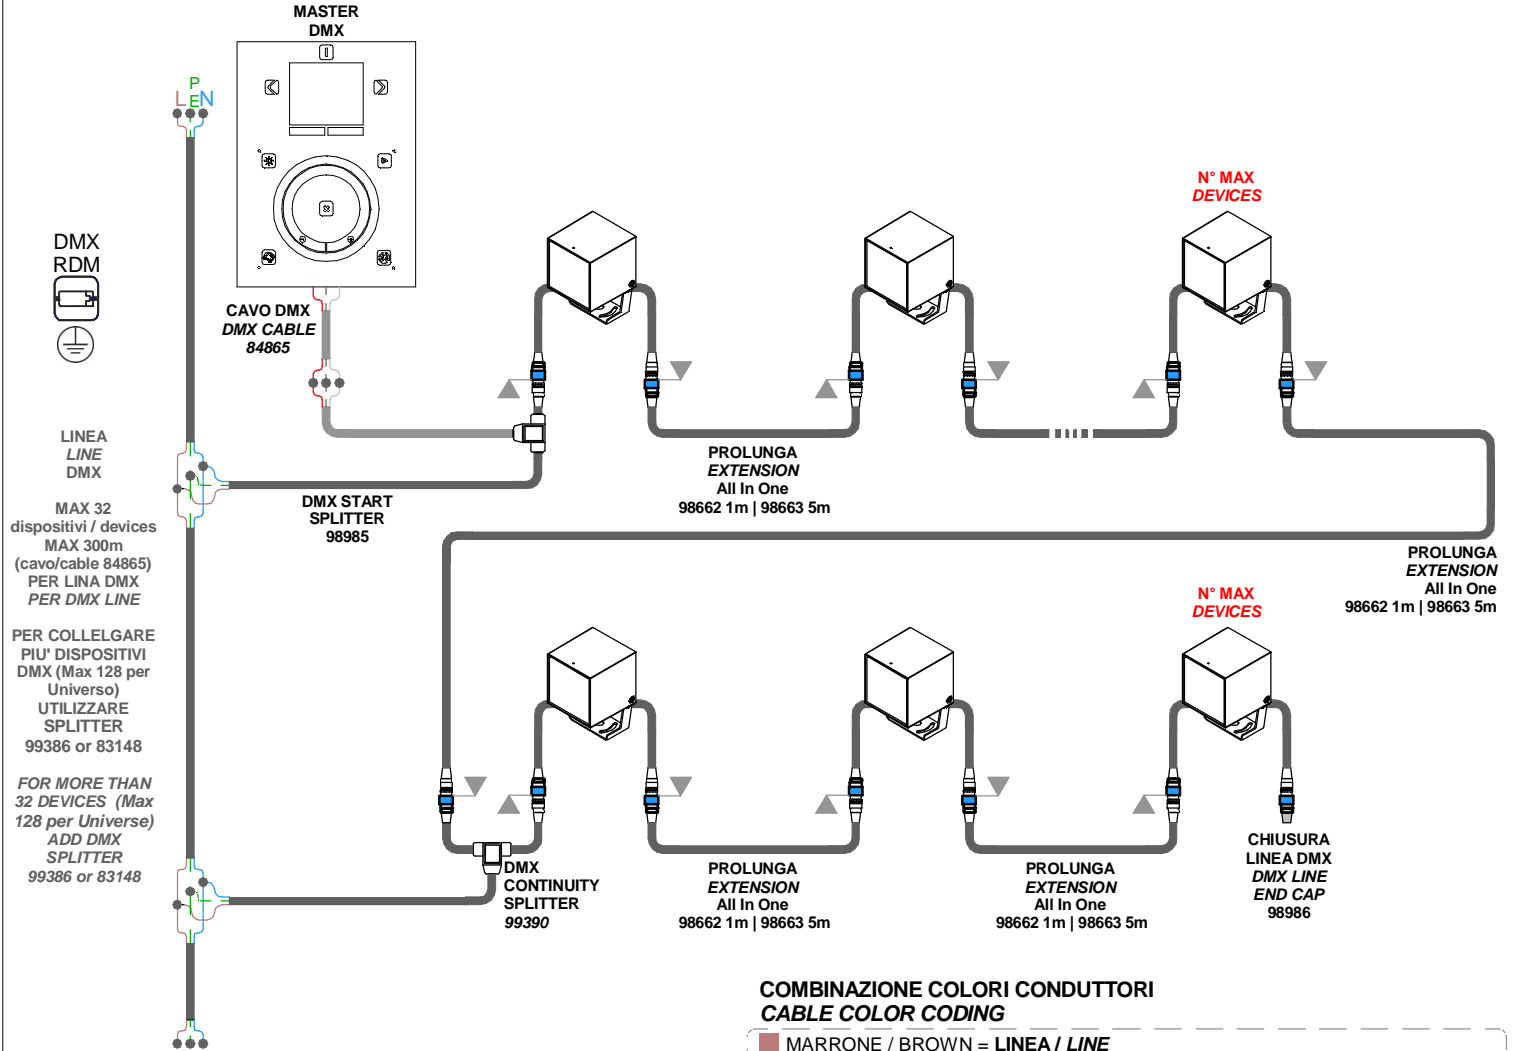 MASTER
DMX
P
LEN
DMX
RDM
CAVO DMX
DMX CABLE
84865
N° MAX
DEVICES
LINEA
LINE
DMX
MAX 32
dispositivi / devices
MAX 300m
(cavo/cable 84865)
PER LINA DMX
PER DMX LINE
PER COLLELGARE
PIU' DISPOSITIVI
DMX (Max 128 per
Universo)
UTILIZZARE
SPLITTER
99386 or 83148
FOR MORE THAN
32 DEVICES (Max
128 per Universe)
ADD DMX
SPLITTER
99386 or 83148
DMX START
SPLITTER
98985
PROLUNGA
EXTENSION
All In One
98662 1m | 98663 5m
PROLUNGA
EXTENSION
All In One
98662 1m | 98663 5m
N° MAX
DEVICES
DMX
CONTINUITY
SPLITTER
99390
PROLUNGA
EXTENSION
All In One
98662 1m | 98663 5m
PROLUNGA
EXTENSION
All In One
98662 1m | 98663 5m
CHIUSURA
LINEA DMX
DMX LINE
END CAP
98986
COMBINAZIONE COLORI CONDUTTORI
CABLE COLOR CODING
MARRONE / BROWN = LINEA / LINE